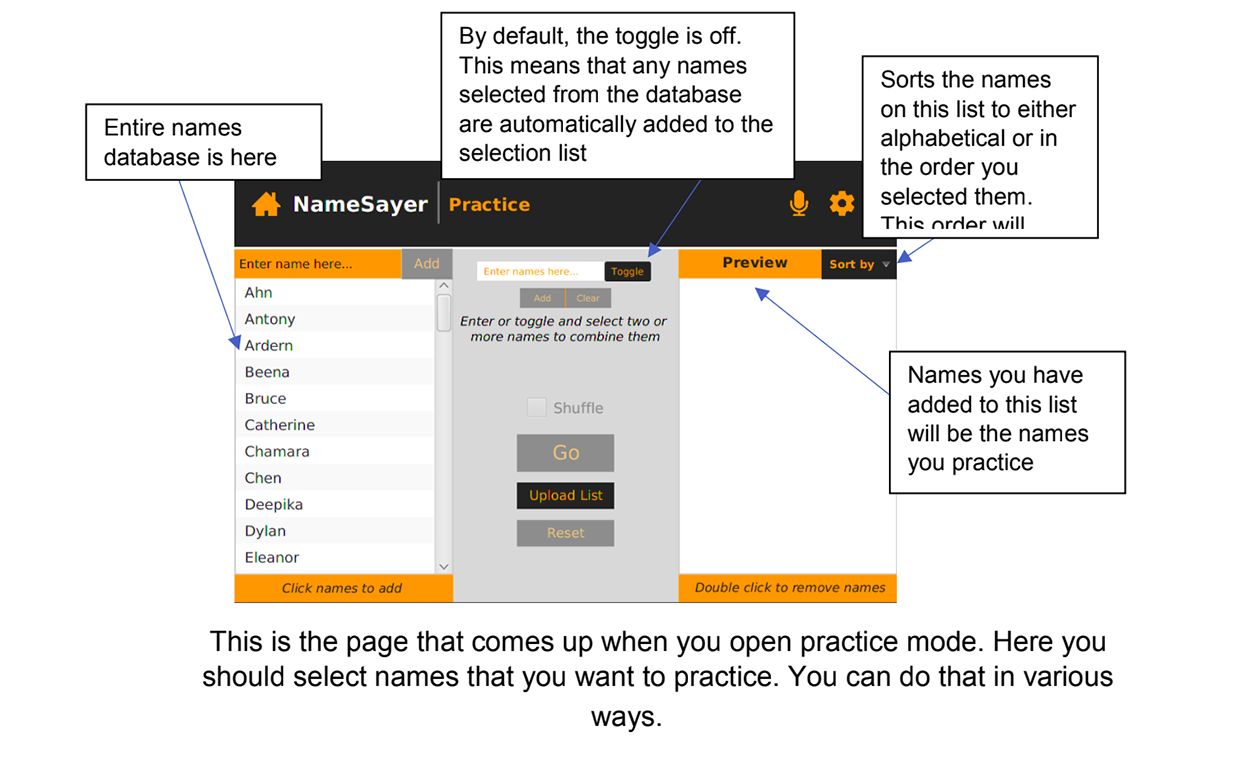 By default, the toggle is off.
This means that any names
selected from the database
are automatically added to the
selection list
Entire names
database is here
Sorts the names
on this list to either
alphabetical or in
the order you
selected them.
This order will
NameSayer
Practice
Enter name here...
Add
Ahn
Antony
Ardern
Beena
Bruce
Catherine
Chamara
Chen
Deepika
Dylan
Eleanor
Click names to add
Enter names here...
Toggle
Add
Clear
Enter or toggle and select two or
more names to combine them
Shuffle
Go
Upload List
Reset
Preview
Sort by
Double click to remove names
Names you have
added to this list
will be the names
you practice
This is the page that comes up when you open practice mode. Here you
should select names that you want to practice. You can do that in various
ways.